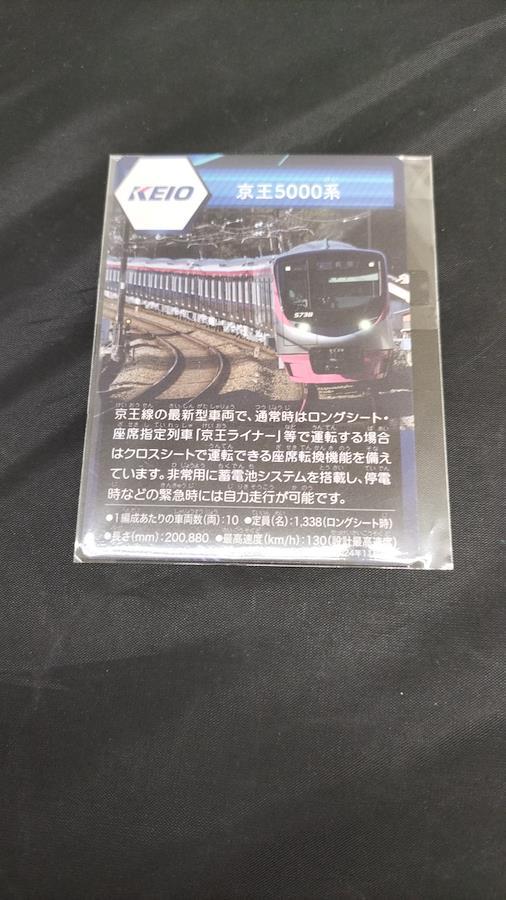 KEIO
京王5000系
5738
京王線の最新型車両で、通常時はロングシート・
座席指定列車「京王ライナー」等で運転する場合
はクロスシートで運転できる座席転換機能を備え
ています。非常用に蓄電池システムを搭載し、停電
時などの緊急時には自力走行が可能です。
●1編成あたりの車両数(両):10 ●定員(名):1,338(ロングシート時)
●長さ(mm):200,880 ●最高速度(km/h):130(設計最高速度)